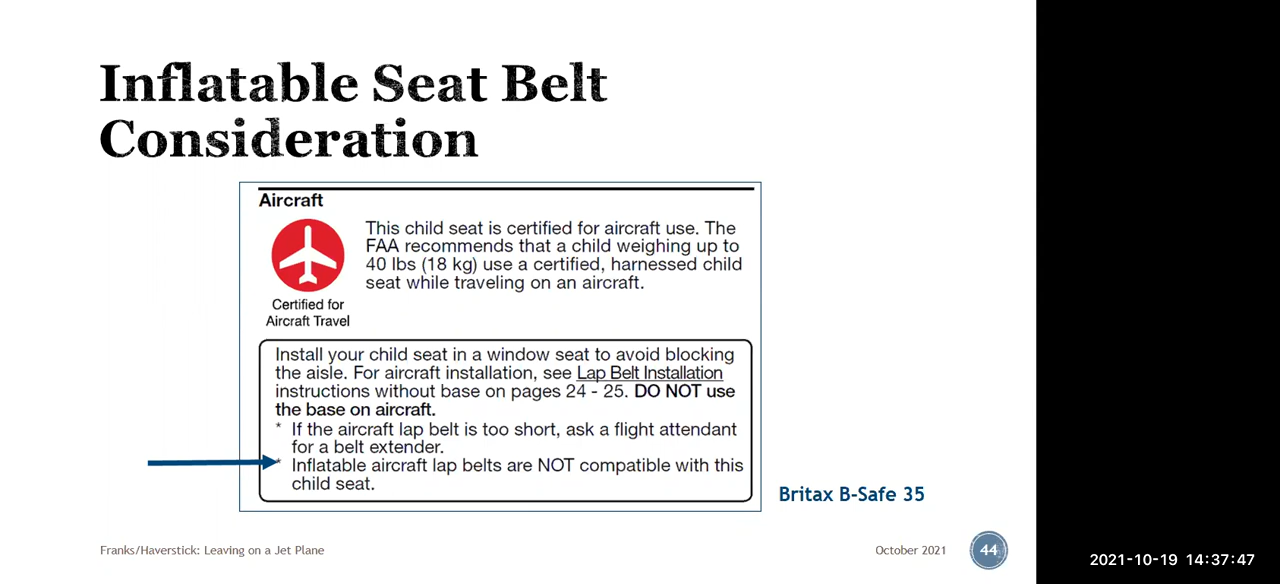 Inflatable Seat Belt
Consideration
Aircraft
This child seat is certified for aircraft use. The
FAA recommends that a child weighing up to
40 lbs (18 kg) use a certified, harnessed child
seat while traveling on an aircraft.
Certified for
Aircraft Travel
Install your child seat in a window seat to avoid blocking
the aisle. For aircraft installation, see Lap Belt Installation
instructions without base on pages 24 - 25. DO NOT use
the base on aircraft.
* If the aircraft lap belt is too short, ask a flight attendant
for a belt extender.
* Inflatable aircraft lap belts are NOT compatible with this
child seat.
Britax B-Safe 35
Franks/Haverstick: Leaving on a Jet Plane
October 2021
44
2021-10-19 14:37:47